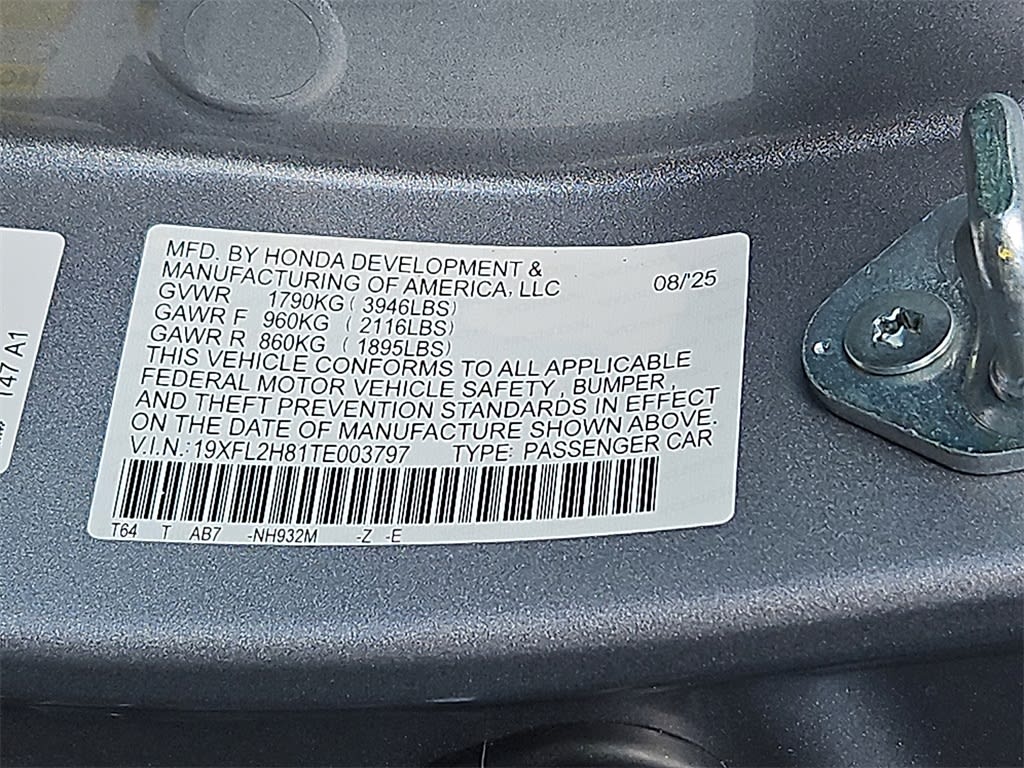 MFD. BY HONDA DEVELOPMENT &
MANUFACTURING OF AMERICA, LLC 08/'25
GVWR 1790KG ( 3946LBS)
GAWR F 960KG ( 2116LBS)
GAWR R 860KG ( 1895LBS)
THIS VEHICLE CONFORMS TO ALL APPLICABLE
FEDERAL MOTOR VEHICLE SAFETY, BUMPER,
AND THEFT PREVENTION STANDARDS IN EFFECT
ON THE DATE OF MANUFACTURE SHOWN ABOVE.
V.I.N.:19XFL2H81TE003797 TYPE: PASSENGER CAR
T64 T AB7 -NH932M -Z -E
147 A1